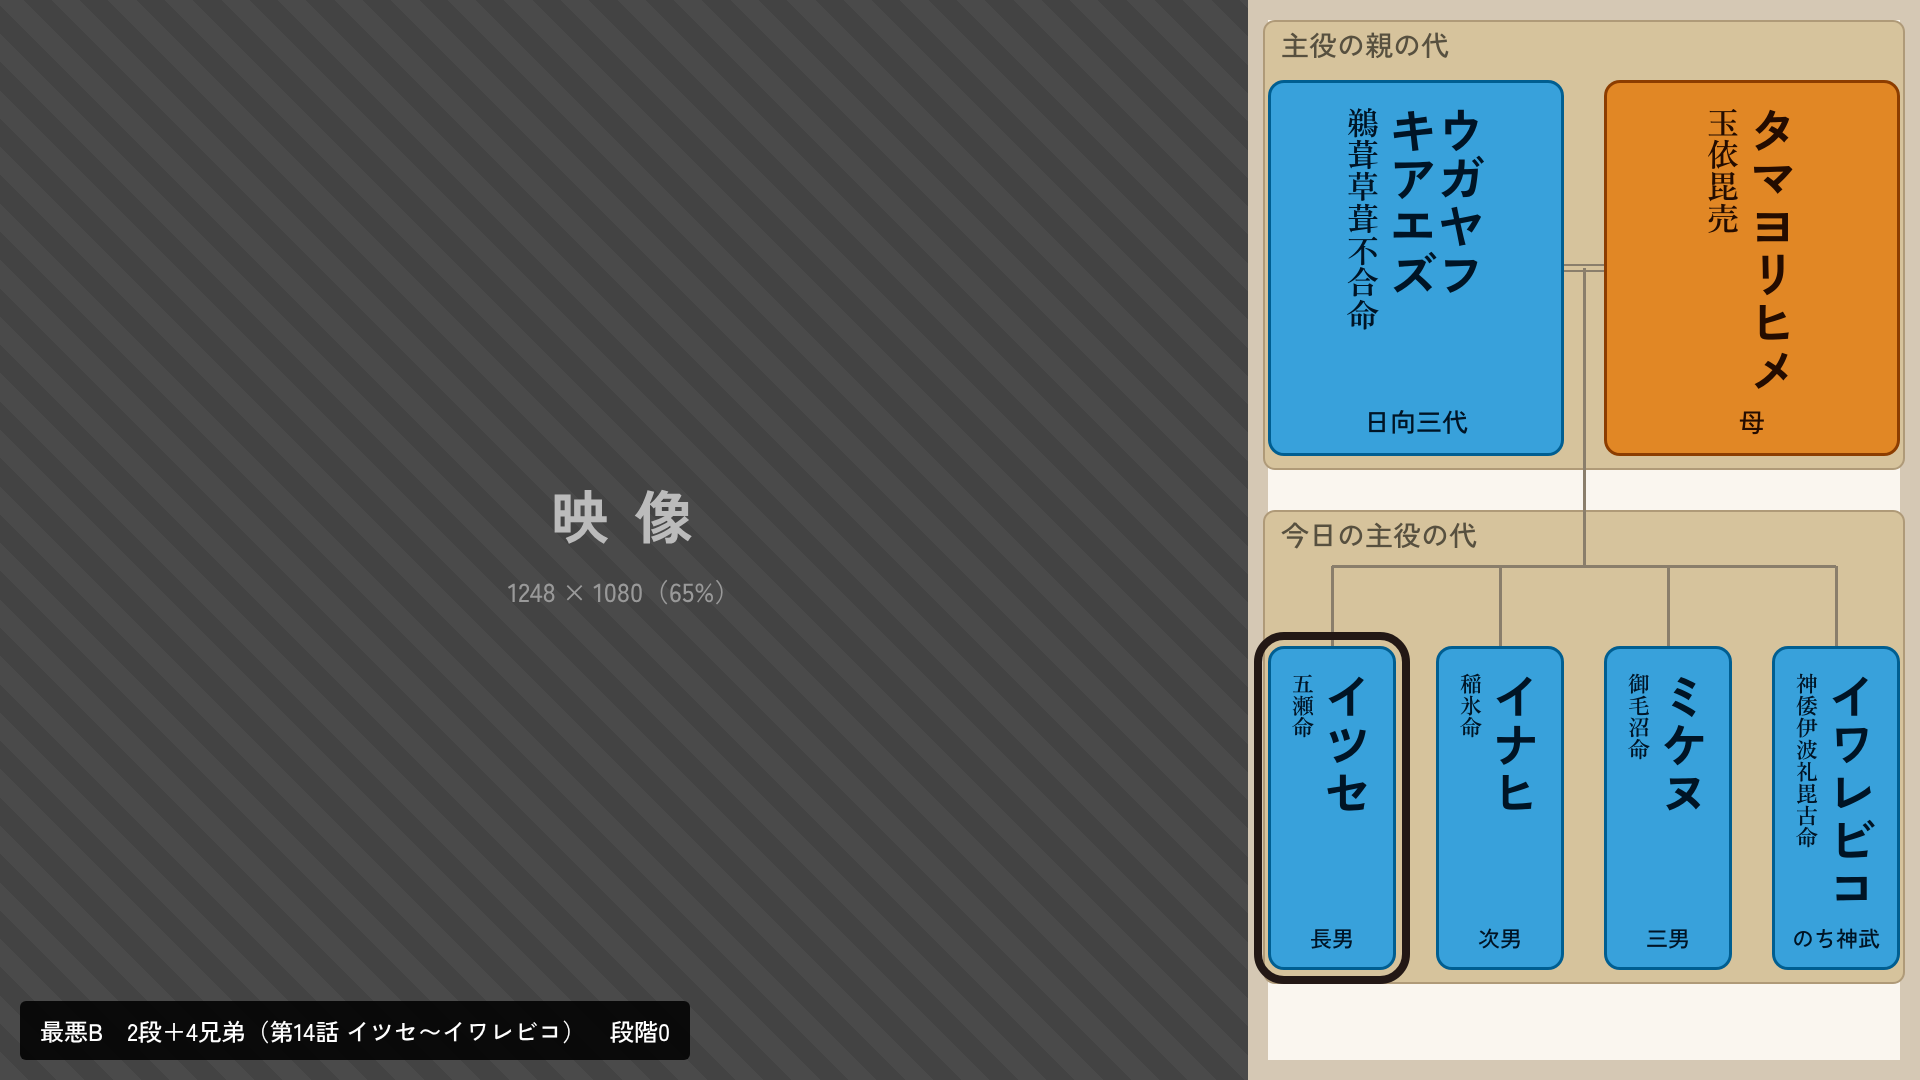 映像
1248 × 1080（65%）
最悪B 2段＋4兄弟（第14話 イツセ～イワレビコ） 段階0
主役の親の代
ウガヤフキアエズ
鵜葺草葺不合命
日向三代
タマヨリヒメ
玉依毘売
母
今日の主役の代
イツセ
五瀬命
長男
イナヒ
稲氷命
次男
ミケヌ
御毛沼命
三男
イワレビコ
神倭伊波礼毘古命
のち神武